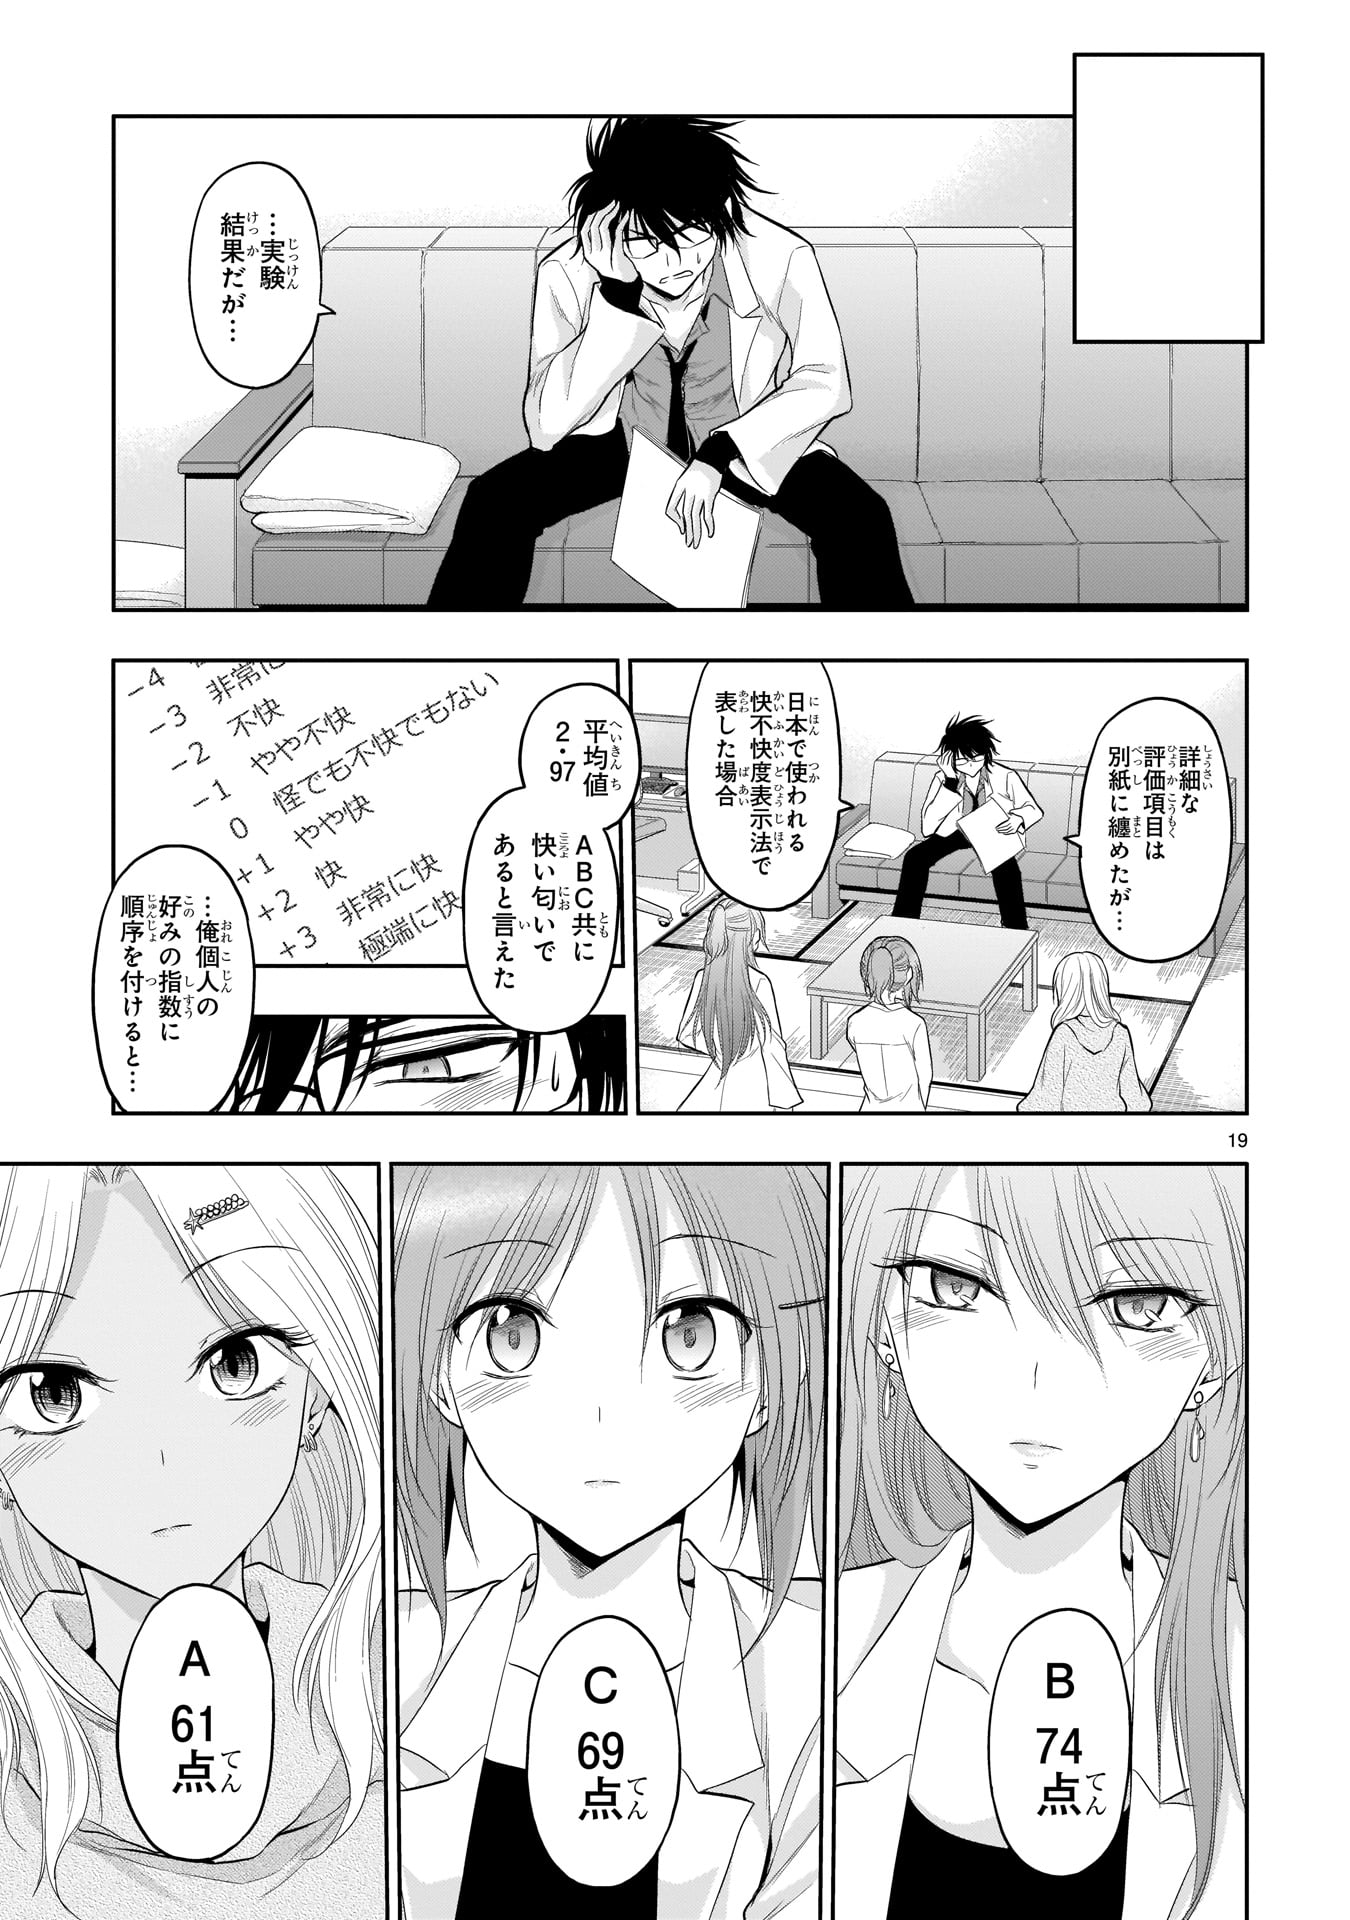 …実験
結果だが…
詳細な
評価項目は
別紙に纏めたが…
日本で使われる
快不快度表示法で
表した場合
平均値
2・97
ABC共に
快い匂いで
あると言えた
-4
-3 非常に
-2 不快
-1 やや不快
0 怪でも不快でもない
+1 やや快
+2 快
+3 非常に快
極端に快
…俺個人の
好みの指数に
順序を付けると…
19
B
74
点
C
69
点
A
61
点